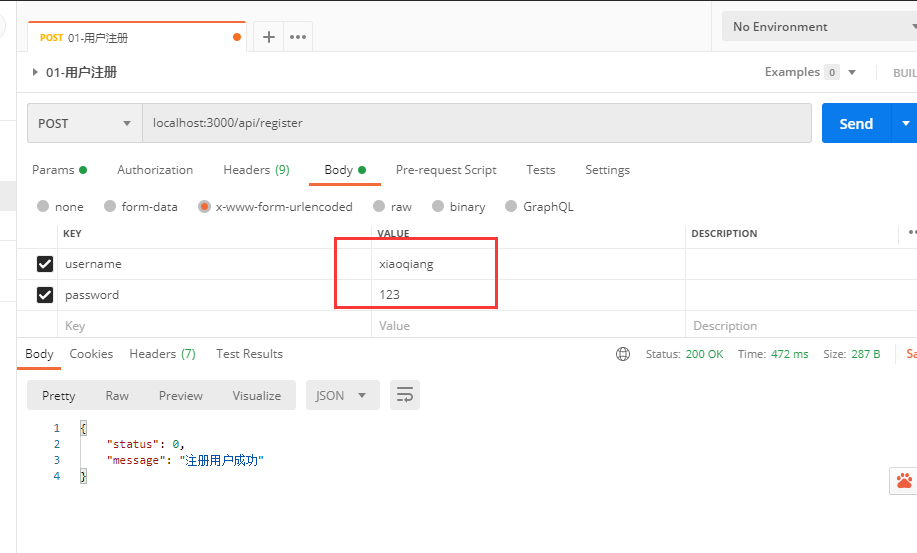 POST 01-用户注册
No Environment
01-用户注册
Examples 0
BUIL
POST localhost:3000/api/register Send
Params Authorization Headers (9) Body Pre-request Script Tests Settings
none form-data x-www-form-urlencoded raw binary GraphQL
KEY VALUE DESCRIPTION
username xiaoqiang
password 123
Key Value Description
Body Cookies Headers (7) Test Results Status: 200 OK Time: 472 ms Size: 287 B Sa
Pretty Raw Preview Visualize JSON
1 {
2 "status": 0,
3 "message": "注册用户成功"
4 }